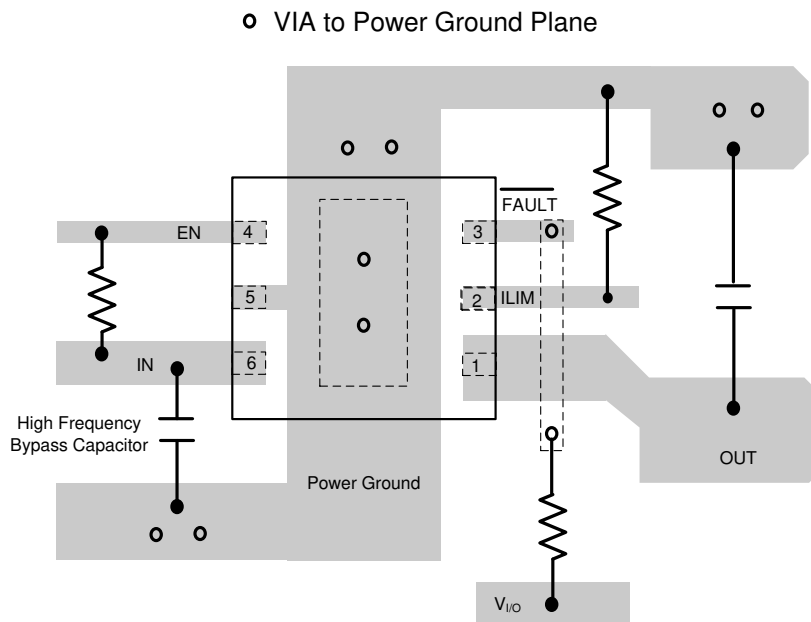 VIA to Power Ground Plane
FAULT
EN
4
3
5
2
ILIM
IN
6
1
High Frequency
Bypass Capacitor
OUT
Power Ground
VI/O